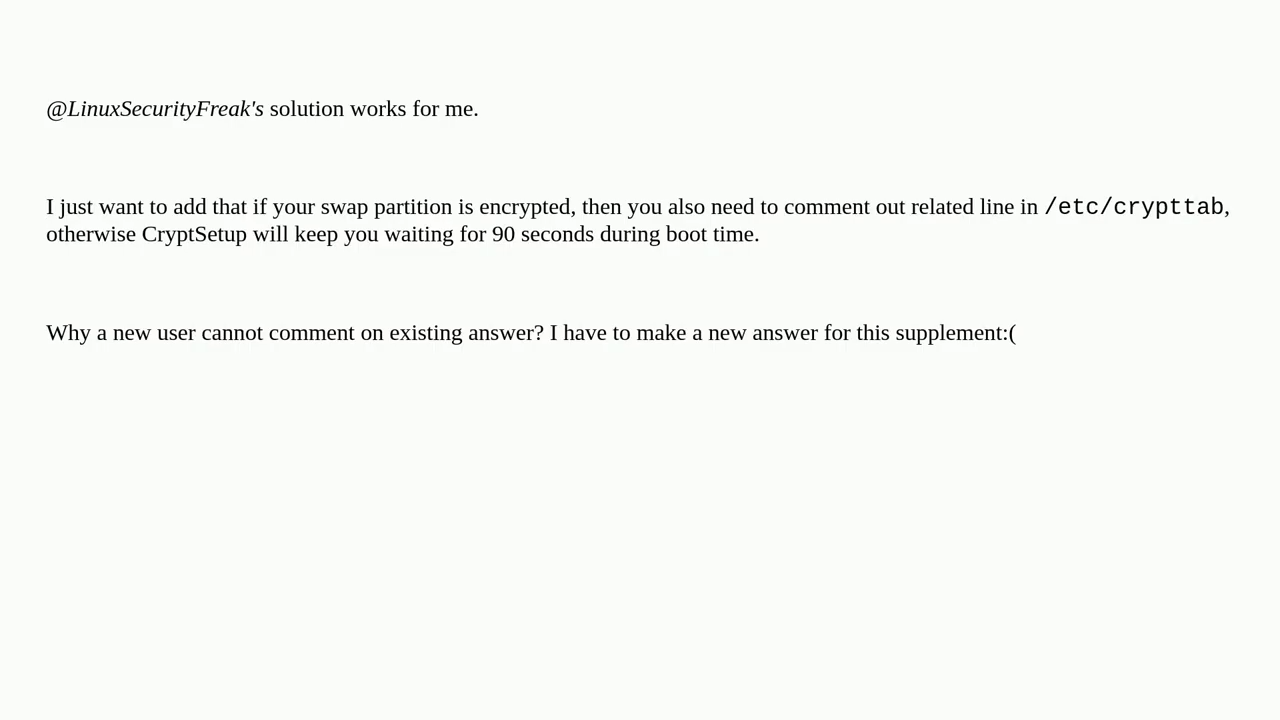 @LinuxSecurityFreak's solution works for me.
I just want to add that if your swap partition is encrypted, then you also need to comment out related line in /etc/crypttab,
otherwise CryptSetup will keep you waiting for 90 seconds during boot time.
Why a new user cannot comment on existing answer? I have to make a new answer for this supplement:(